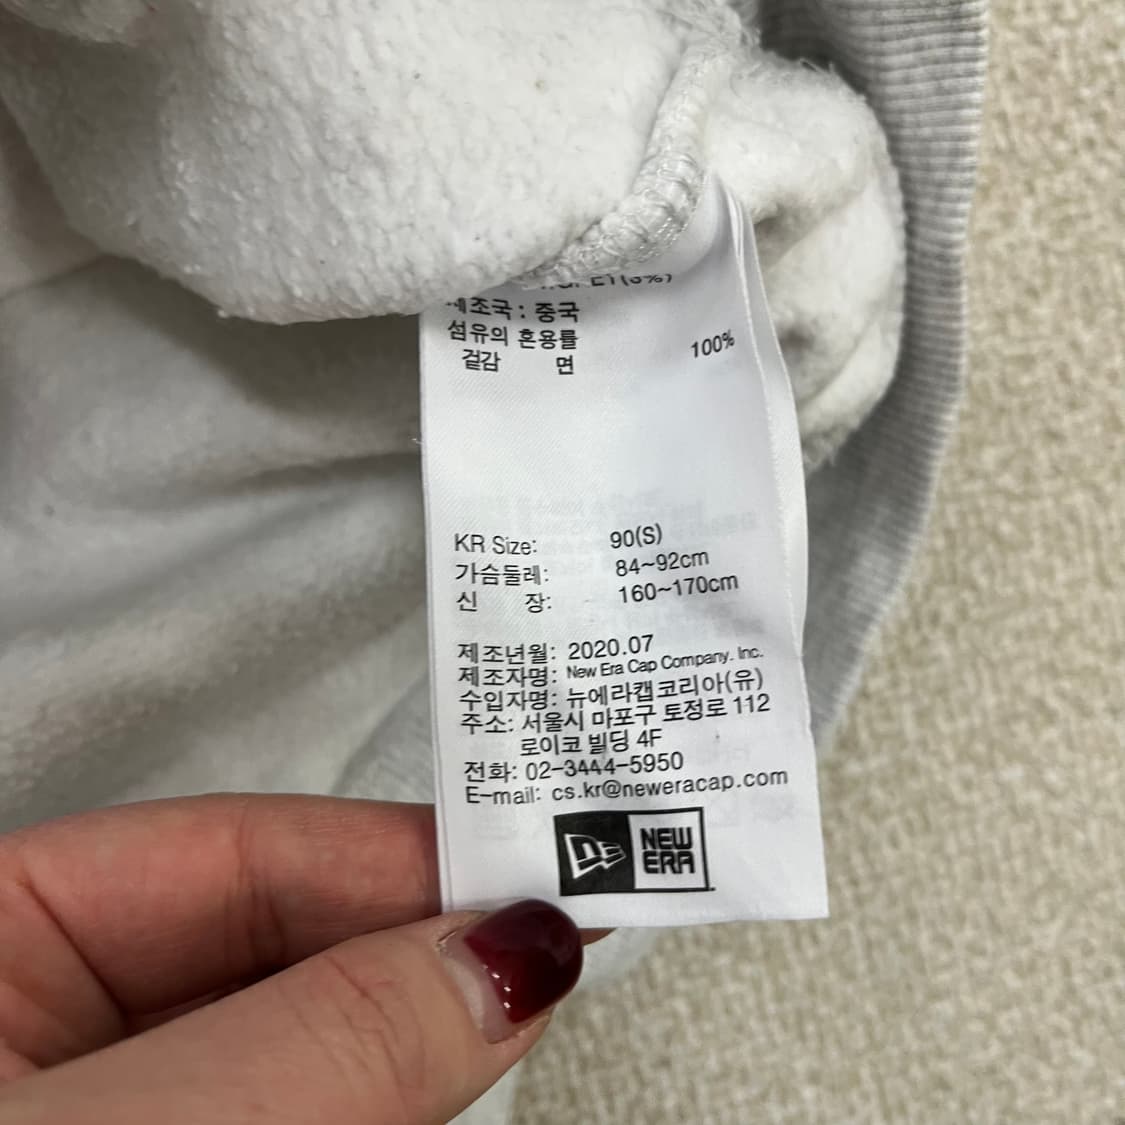 제조국 : 중국
섬유의 혼용률
겉감 면 100%
KR Size: 90(S)
가슴둘레: 84~92cm
신 장: 160~170cm
제조년월: 2020.07
제조자명: New Era Cap Company. Inc.
수입자명: 뉴에라캡코리아(유)
주소: 서울시 마포구 토정로 112
로이코 빌딩 4F
전화: 02-3444-5950
E-mail: cs.kr@neweracap.com
NEW
ERA